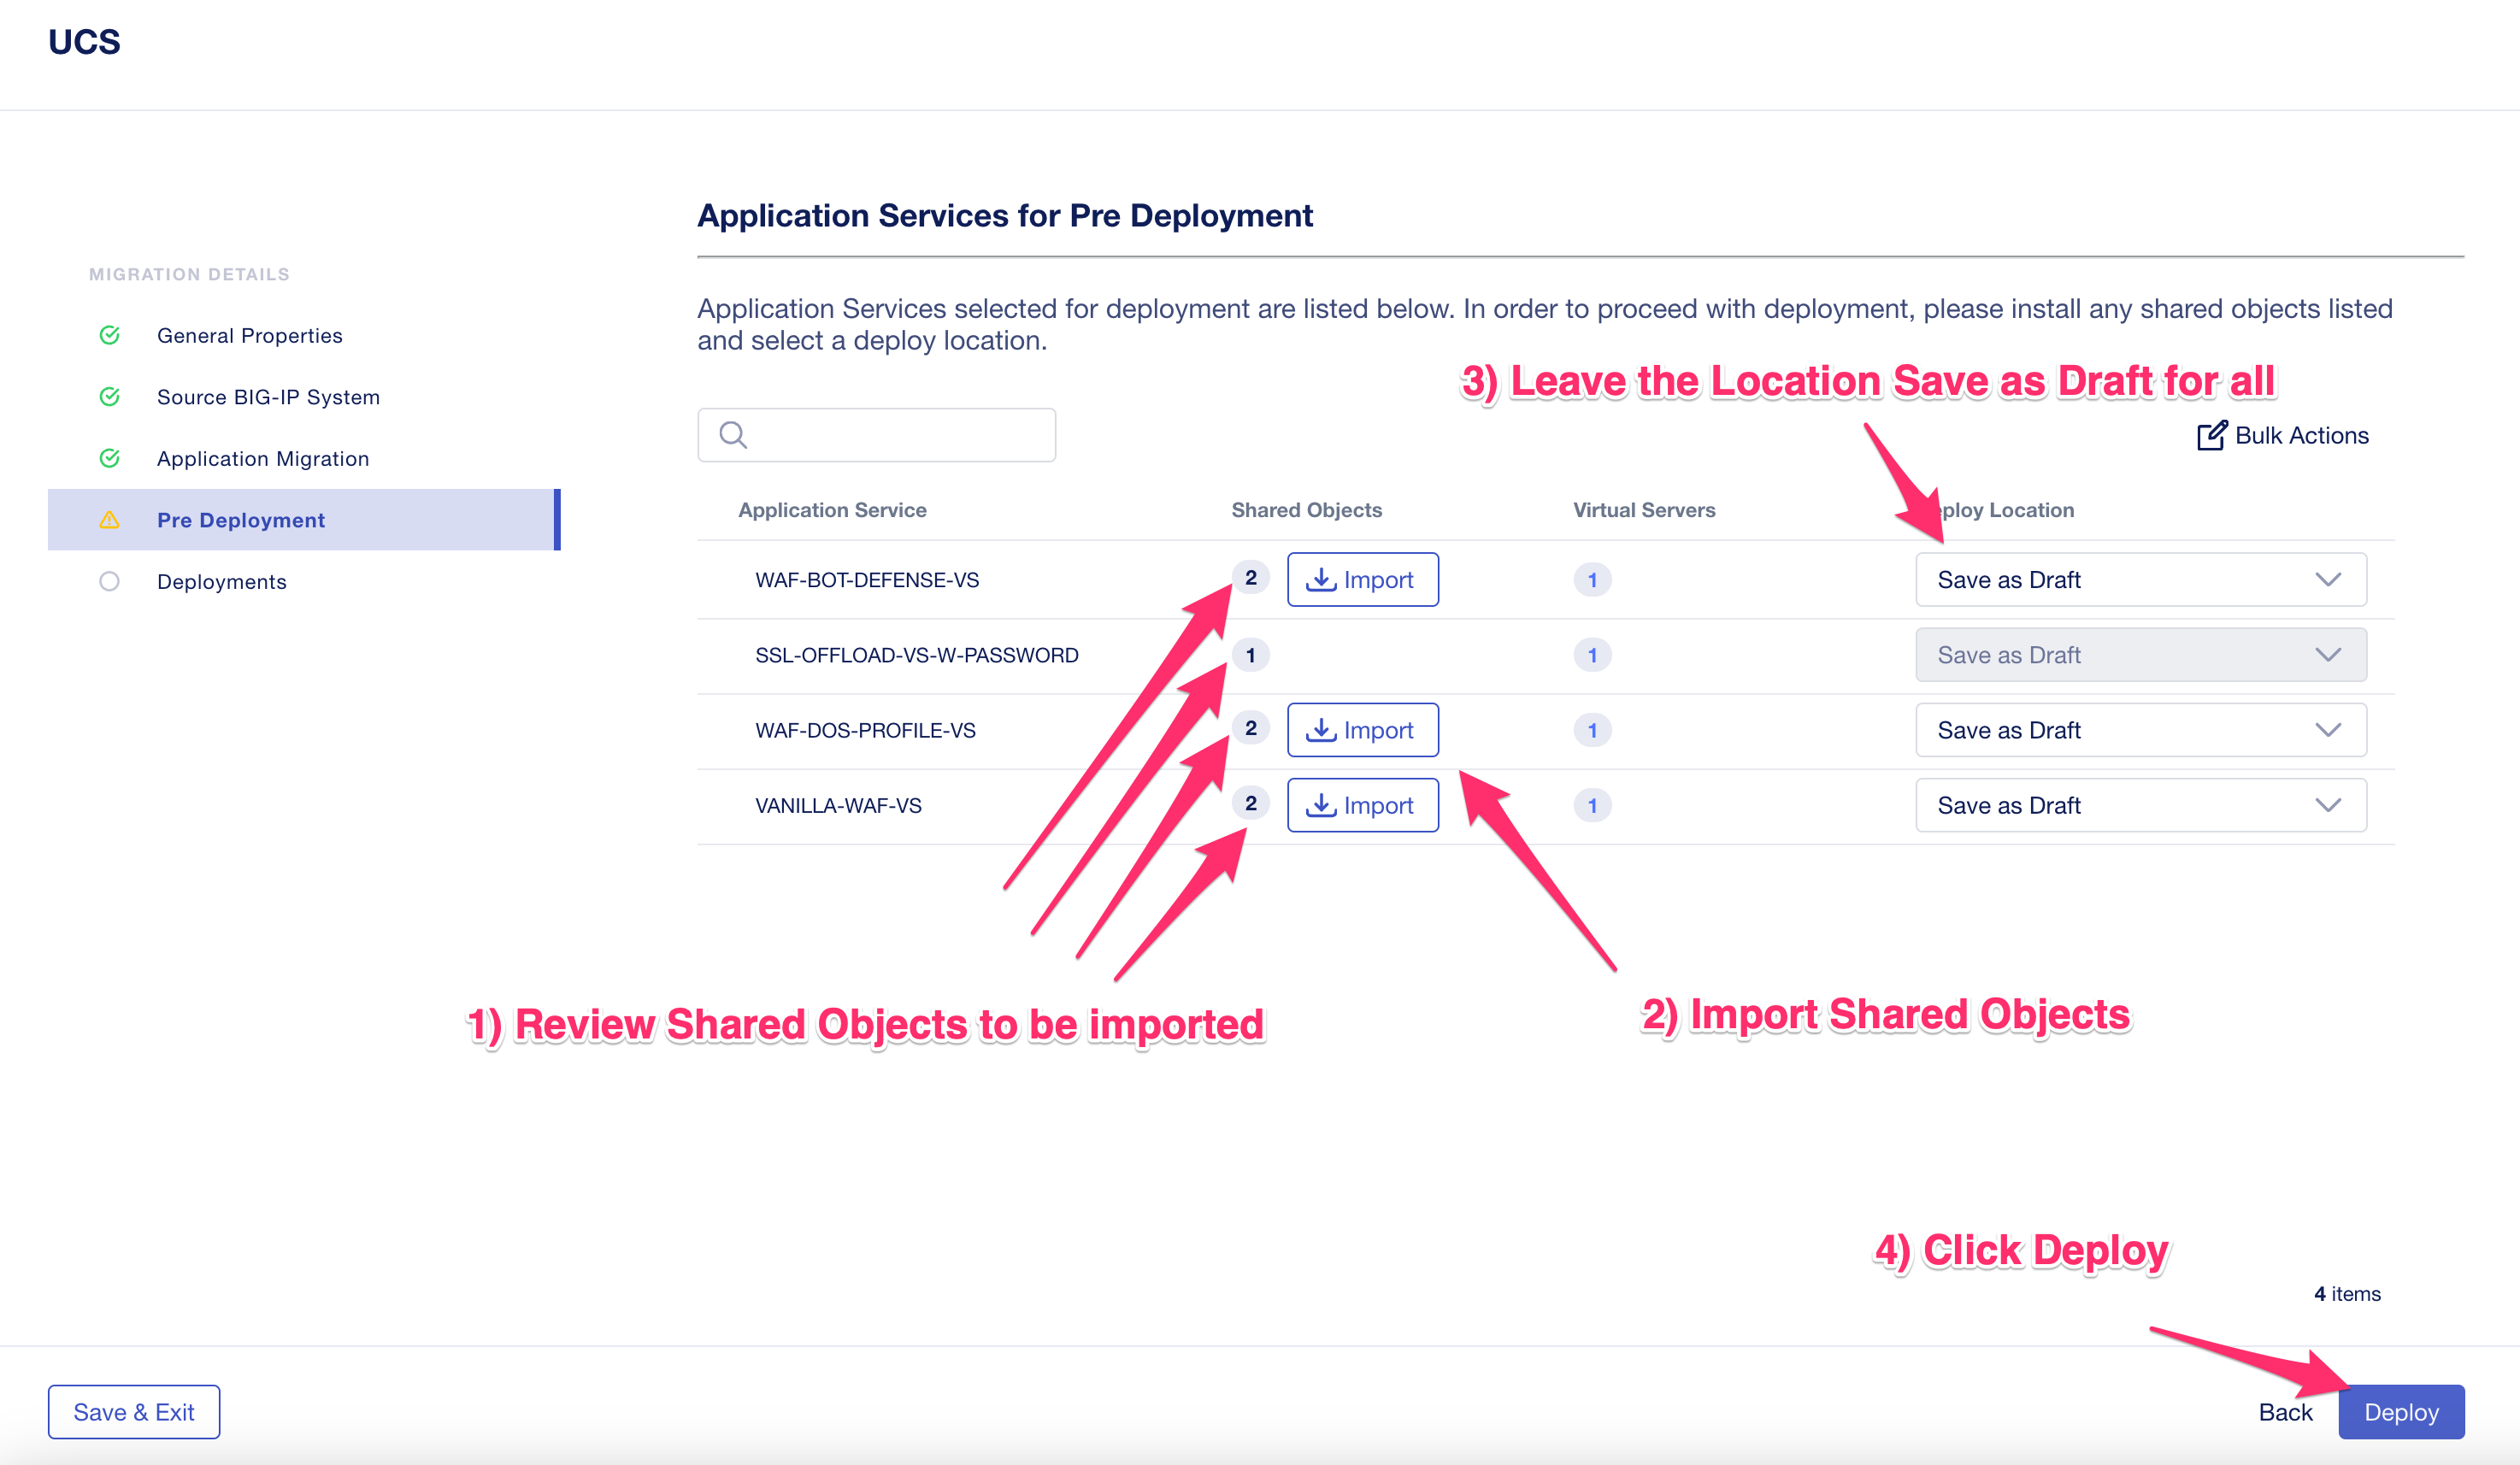 UCS
MIGRATION DETAILS
General Properties
Source BIG-IP System
Application Migration
Pre Deployment
Deployments
Application Services for Pre Deployment
Application Services selected for deployment are listed below. In order to proceed with deployment, please install any shared objects listed
and select a deploy location.
3) Leave the Location Save as Draft for all
Bulk Actions
Application Service Shared Objects Virtual Servers eploy Location
WAF-BOT-DEFENSE-VS 2 Import 1 Save as Draft
SSL-OFFLOAD-VS-W-PASSWORD 1 1 Save as Draft
WAF-DOS-PROFILE-VS 2 Import 1 Save as Draft
VANILLA-WAF-VS 2 Import 1 Save as Draft
1) Review Shared Objects to be imported
2) Import Shared Objects
4) Click Deploy
4 items
Save & Exit
Back
Deploy